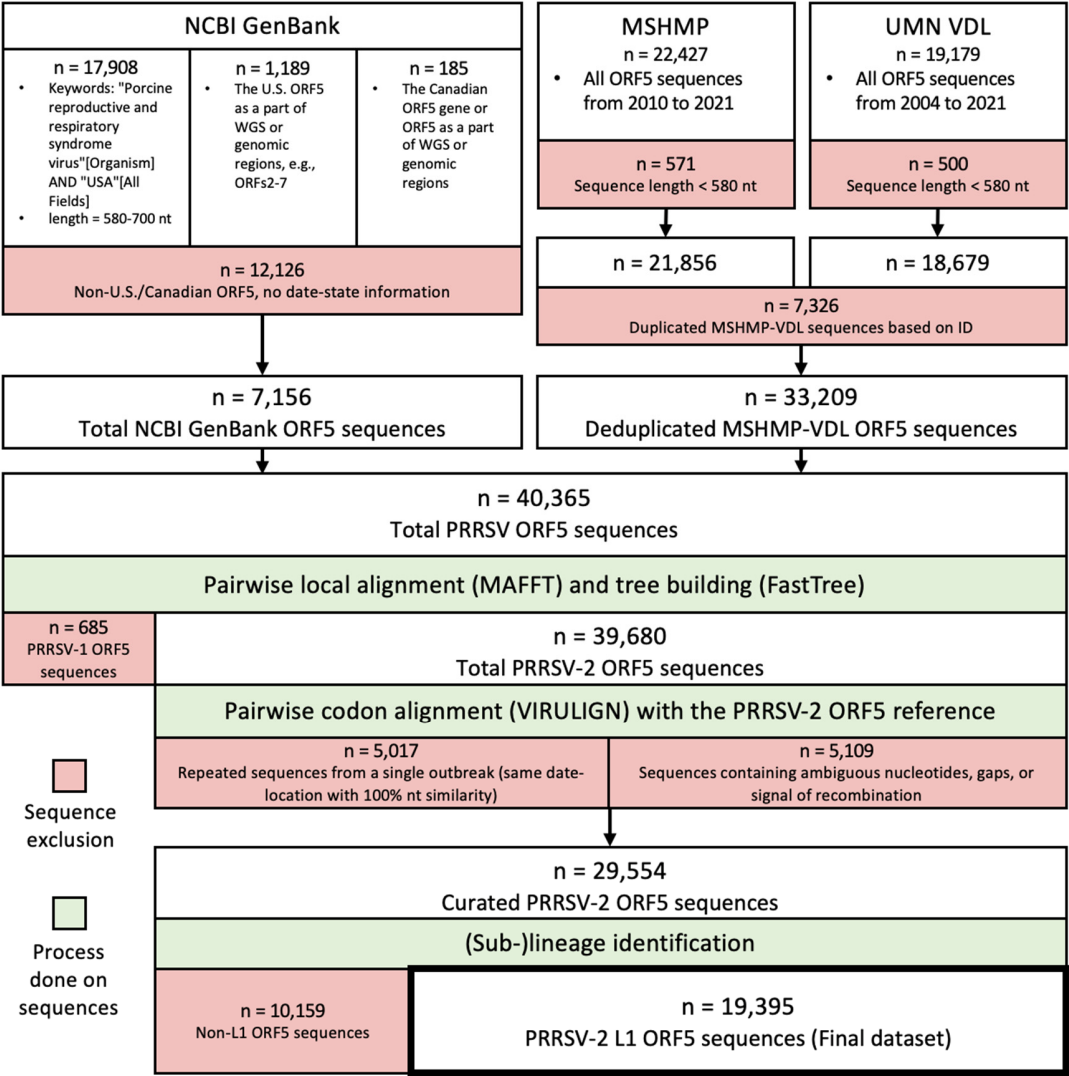 NCBI GenBank
n = 17,908
• Keywords: "Porcine
reproductive and
respiratory
syndrome
virus"[Organism]
AND "USA"[All
Fields]
• length = 580-700 nt
n = 1,189
• The U.S. ORF5
as a part of
WGS or
genomic
regions, e.g.,
ORFs2-7
n = 185
• The Canadian
ORF5 gene or
ORF5 as a part
of WGS or
genomic
regions
n = 12,126
Non-U.S./Canadian ORF5, no date-state information
MSHMP
n = 22,427
• All ORF5 sequences
from 2010 to 2021
n = 571
Sequence length < 580 nt
n = 21,856
UMN VDL
n = 19,179
• All ORF5 sequences
from 2004 to 2021
n = 500
Sequence length < 580 nt
n = 18,679
n = 7,326
Duplicated MSHMP-VDL sequences based on ID
n = 7,156
Total NCBI GenBank ORF5 sequences
n = 33,209
Deduplicated MSHMP-VDL ORF5 sequences
n = 40,365
Total PRRSV ORF5 sequences
Pairwise local alignment (MAFFT) and tree building (FastTree)
n = 685
PRRSV-1 ORF5
sequences
n = 39,680
Total PRRSV-2 ORF5 sequences
Pairwise codon alignment (VIRULIGN) with the PRRSV-2 ORF5 reference
n = 5,017
Repeated sequences from a single outbreak (same date-
location with 100% nt similarity)
n = 5,109
Sequences containing ambiguous nucleotides, gaps, or
signal of recombination
n = 29,554
Curated PRRSV-2 ORF5 sequences
(Sub-)lineage identification
n = 10,159
Non-L1 ORF5 sequences
n = 19,395
PRRSV-2 L1 ORF5 sequences (Final dataset)
Sequence
exclusion
Process
done on
sequences